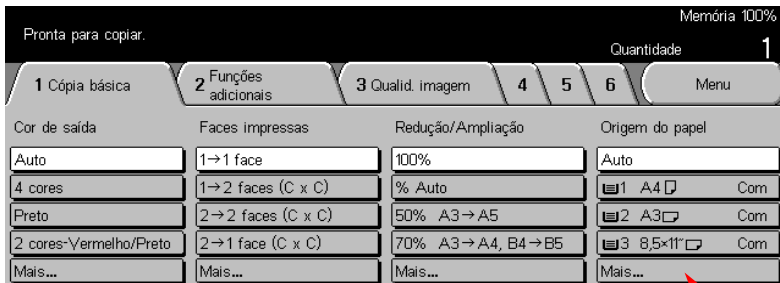 Memória 100%
Pronta para copiar.
Quantidade 1
1 Cópia básica
2 Funções
adicionais
3 Qualid. imagem
4
5
6
Menu
Cor de saída
Auto
4 cores
Preto
2 cores-Vermelho/Preto
Mais...
Faces impressas
1→1 face
1→2 faces (C x C)
2→2 faces (C x C)
2→1 face (C x C)
Mais...
Redução/Ampliação
100%
% Auto
50% A3→A5
70% A3→A4, B4→B5
Mais...
Origem do papel
Auto
1 A4 Com
2 A3 Com
3 8,5×11" Com
Mais...